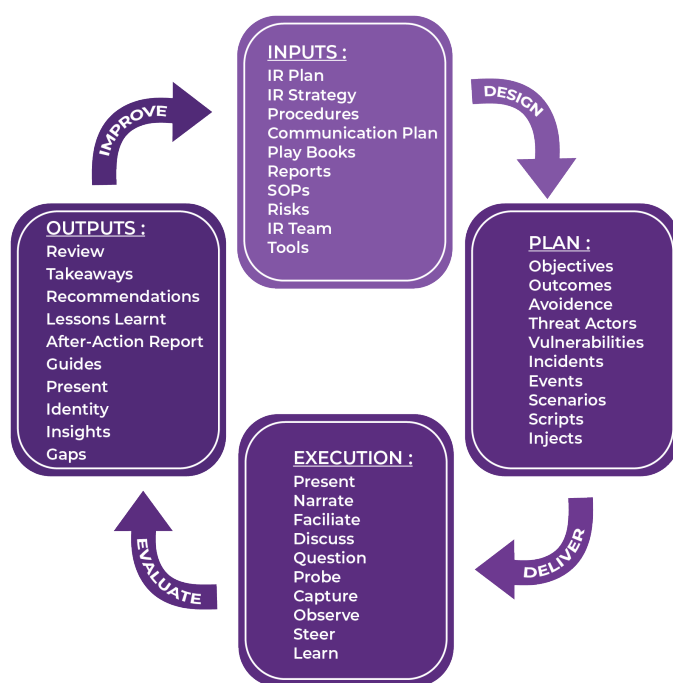 INPUTS :
IR Plan
IR Strategy
Procedures
Communication Plan
Play Books
Reports
SOPs
Risks
IR Team
Tools
DESIGN
PLAN :
Objectives
Outcomes
Avoidence
Threat Actors
Vulnerabilities
Incidents
Events
Scenarios
Scripts
Injects
DELIVER
EXECUTION :
Present
Narrate
Faciliate
Discuss
Question
Probe
Capture
Observe
Steer
Learn
EVALUATE
OUTPUTS :
Review
Takeaways
Recommendations
Lessons Learnt
After-Action Report
Guides
Present
Identity
Insights
Gaps
IMPROVE